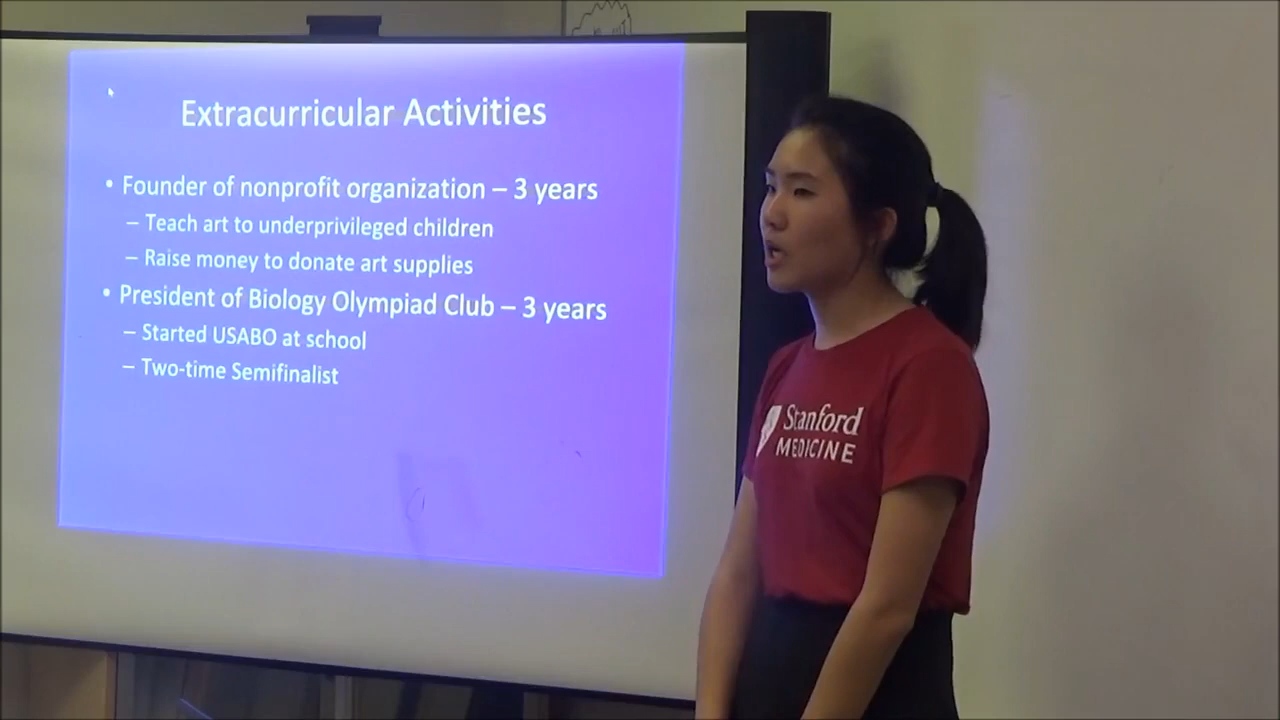 Extracurricular Activities
• Founder of nonprofit organization – 3 years
– Teach art to underprivileged children
– Raise money to donate art supplies
• President of Biology Olympiad Club – 3 years
– Started USABO at school
– Two-time Semifinalist
Stanford
MEDICINE